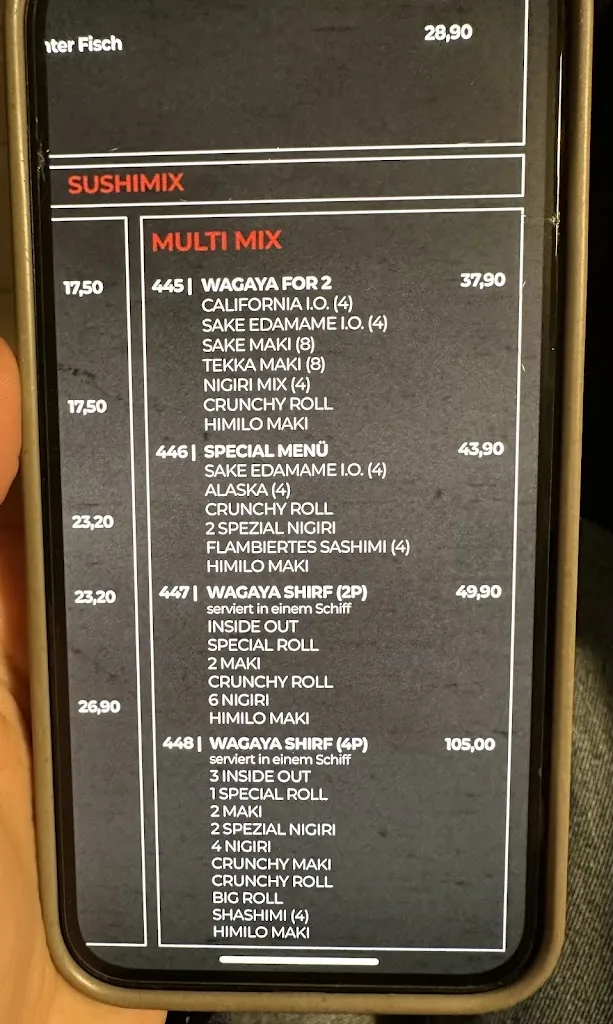 nter Fisch 28,90
SUSHIMIX
17,50
17,50
23,20
23,20
26,90
MULTI MIX
445 | WAGAYA FOR 2 37,90
CALIFORNIA I.O. (4)
SAKE EDAMAME I.O. (4)
SAKE MAKI (8)
TEKKA MAKI (8)
NIGIRI MIX (4)
CRUNCHY ROLL
HIMILO MAKI
446 | SPECIAL MENÜ 43,90
SAKE EDAMAME I.O. (4)
ALASKA (4)
CRUNCHY ROLL
2 SPEZIAL NIGIRI
FLAMBIERTES SASHIMI (4)
HIMILO MAKI
447 | WAGAYA SHIRF (2P) 49,90
serviert in einem Schiff
INSIDE OUT
SPECIAL ROLL
2 MAKI
CRUNCHY ROLL
6 NIGIRI
HIMILO MAKI
448 | WAGAYA SHIRF (4P) 105,00
serviert in einem Schiff
3 INSIDE OUT
1 SPECIAL ROLL
2 MAKI
2 SPEZIAL NIGIRI
4 NIGIRI
CRUNCHY MAKI
CRUNCHY ROLL
BIG ROLL
SHASHIMI (4)
HIMILO MAKI